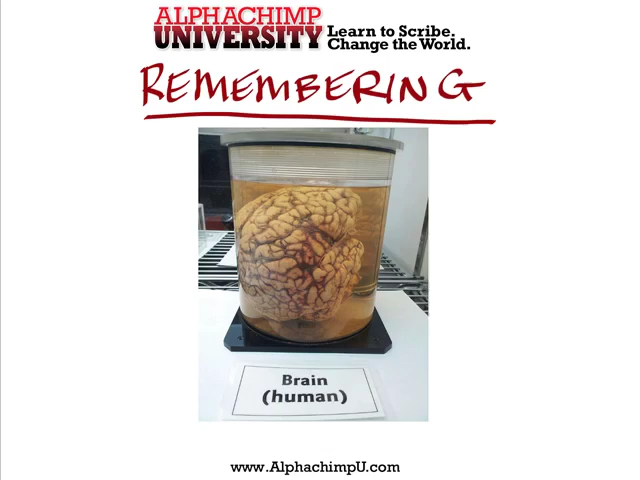 ALPHACHIMP
UNIVERSITY
Learn to Scribe.
Change the World.
REMEMBERING
Brain
(human)
www.AlphachimpU.com